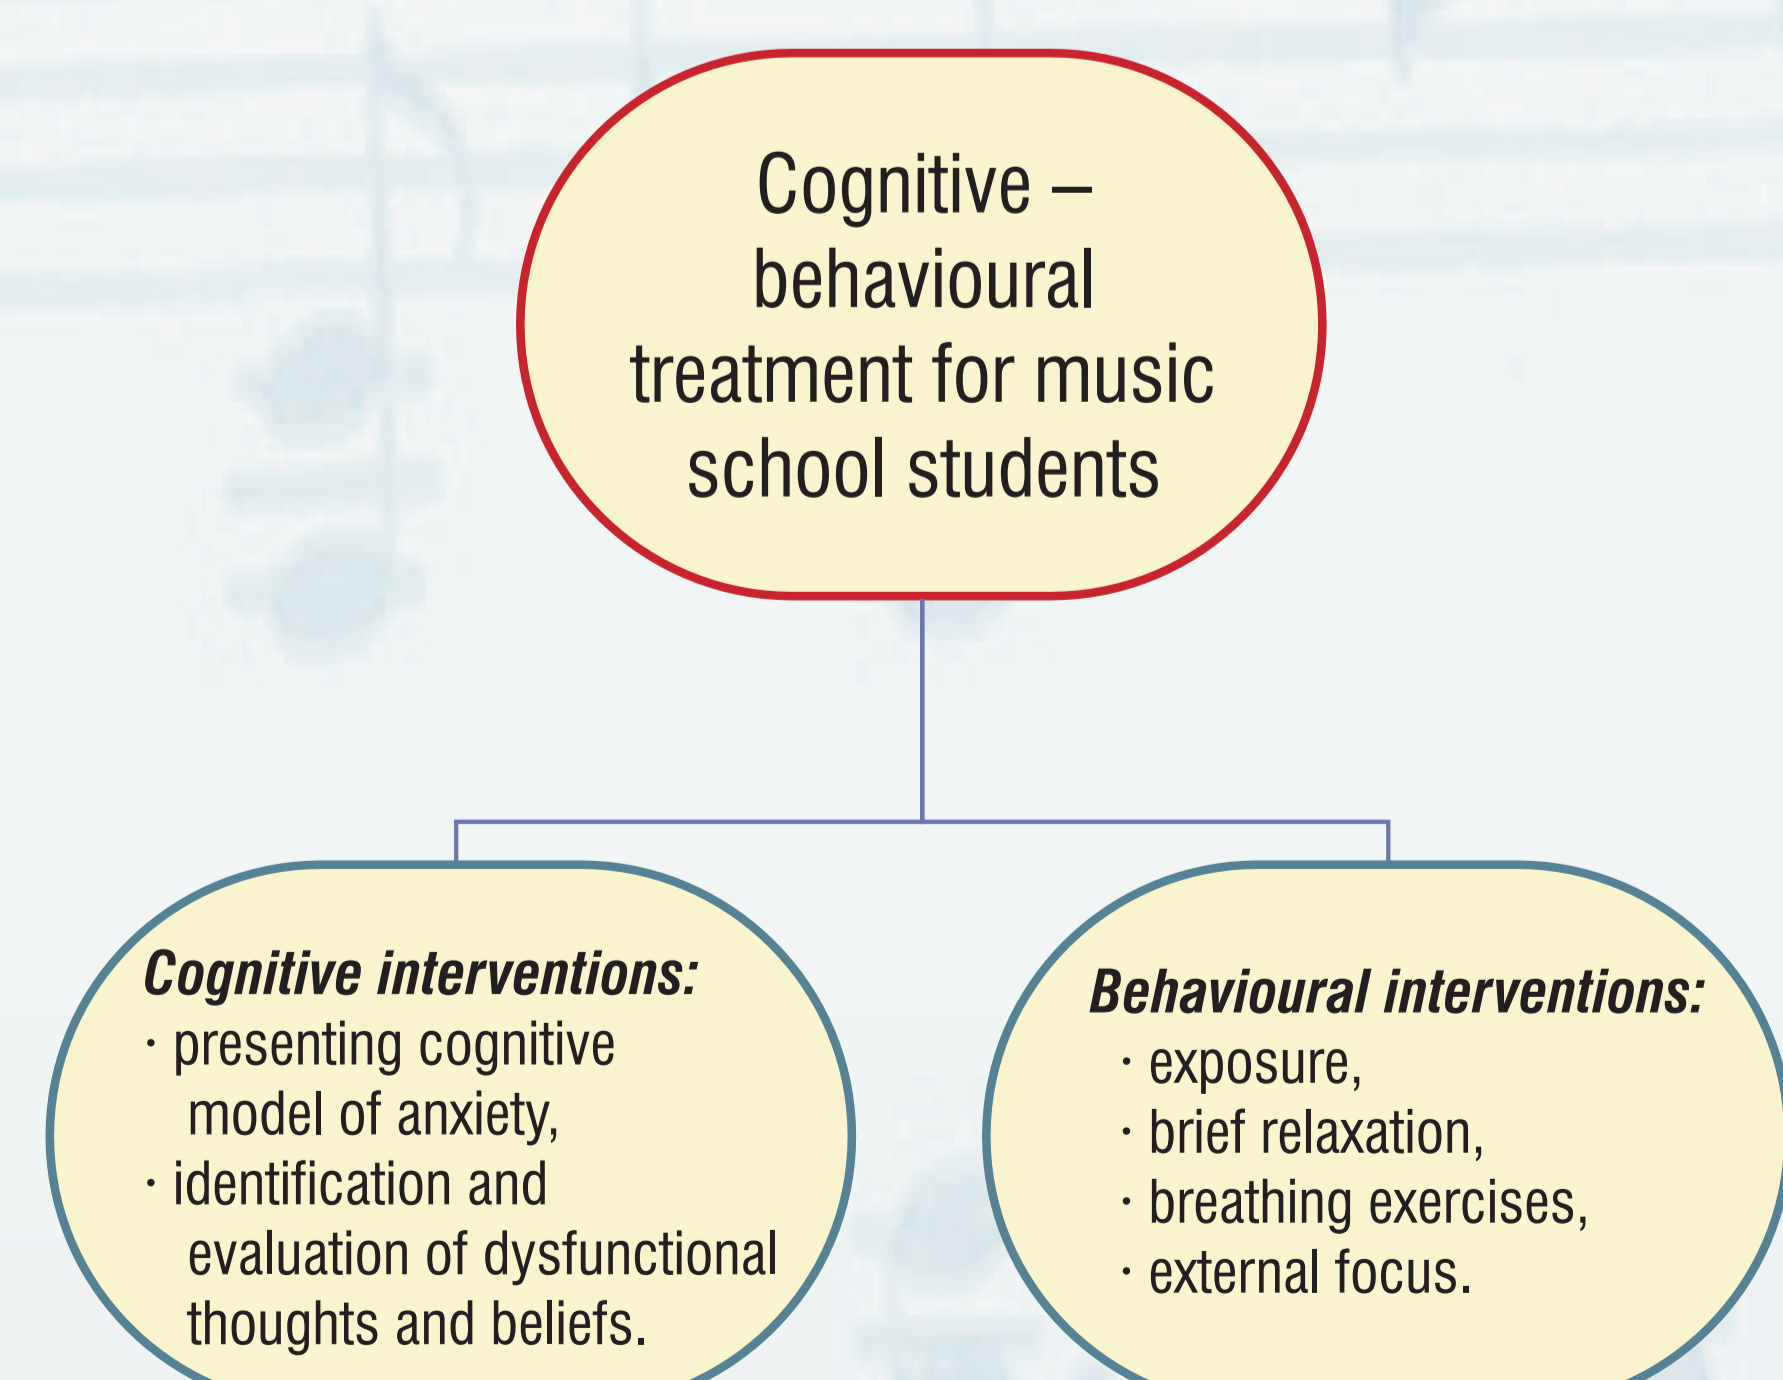 Cognitive –
behavioural
treatment for music
school students
Cognitive interventions:
· presenting cognitive
model of anxiety,
· identification and
evaluation of dysfunctional
thoughts and beliefs.
Behavioural interventions:
· exposure,
· brief relaxation,
· breathing exercises,
· external focus.